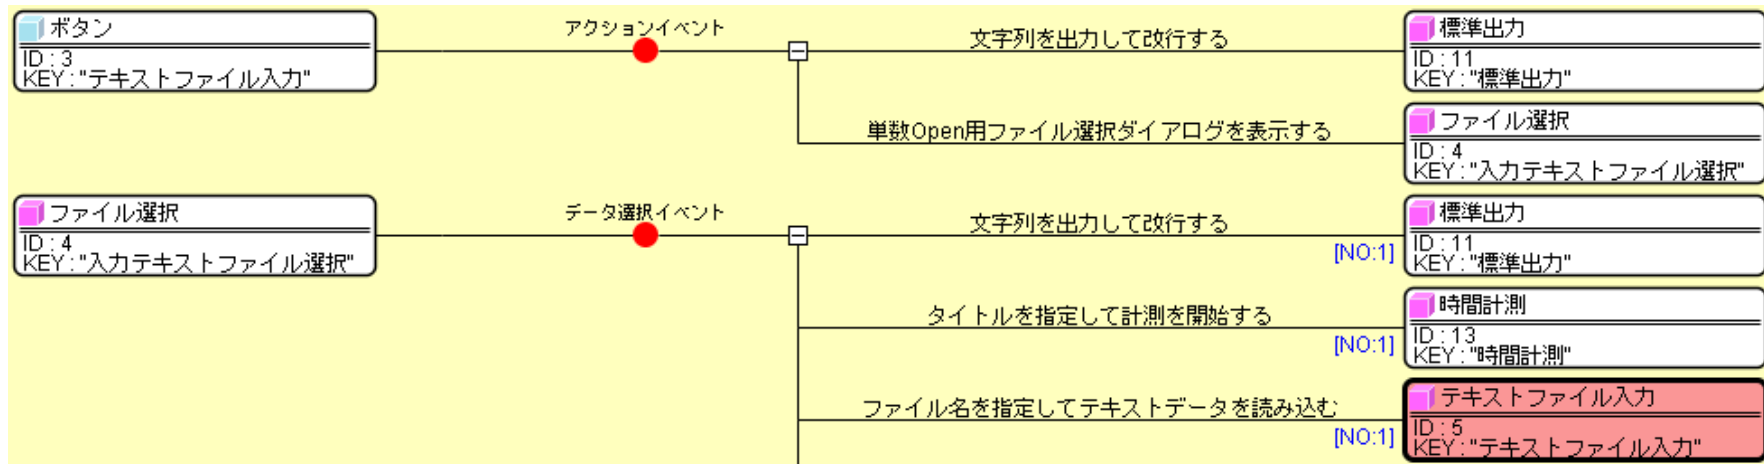 ボタン
ID : 3
KEY : "テキストファイル入力"
アクションイベント
文字列を出力して改行する
標準出力
ID : 11
KEY : "標準出力"
単数Open用ファイル選択ダイアログを表示する
ファイル選択
ID : 4
KEY : "入力テキストファイル選択"
ファイル選択
ID : 4
KEY : "入力テキストファイル選択"
データ選択イベント
文字列を出力して改行する
[NO:1]
標準出力
ID : 11
KEY : "標準出力"
タイトルを指定して計測を開始する
[NO:1]
時間計測
ID : 13
KEY : "時間計測"
ファイル名を指定してテキストデータを読み込む
[NO:1]
テキストファイル入力
ID : 5
KEY : "テキストファイル入力"